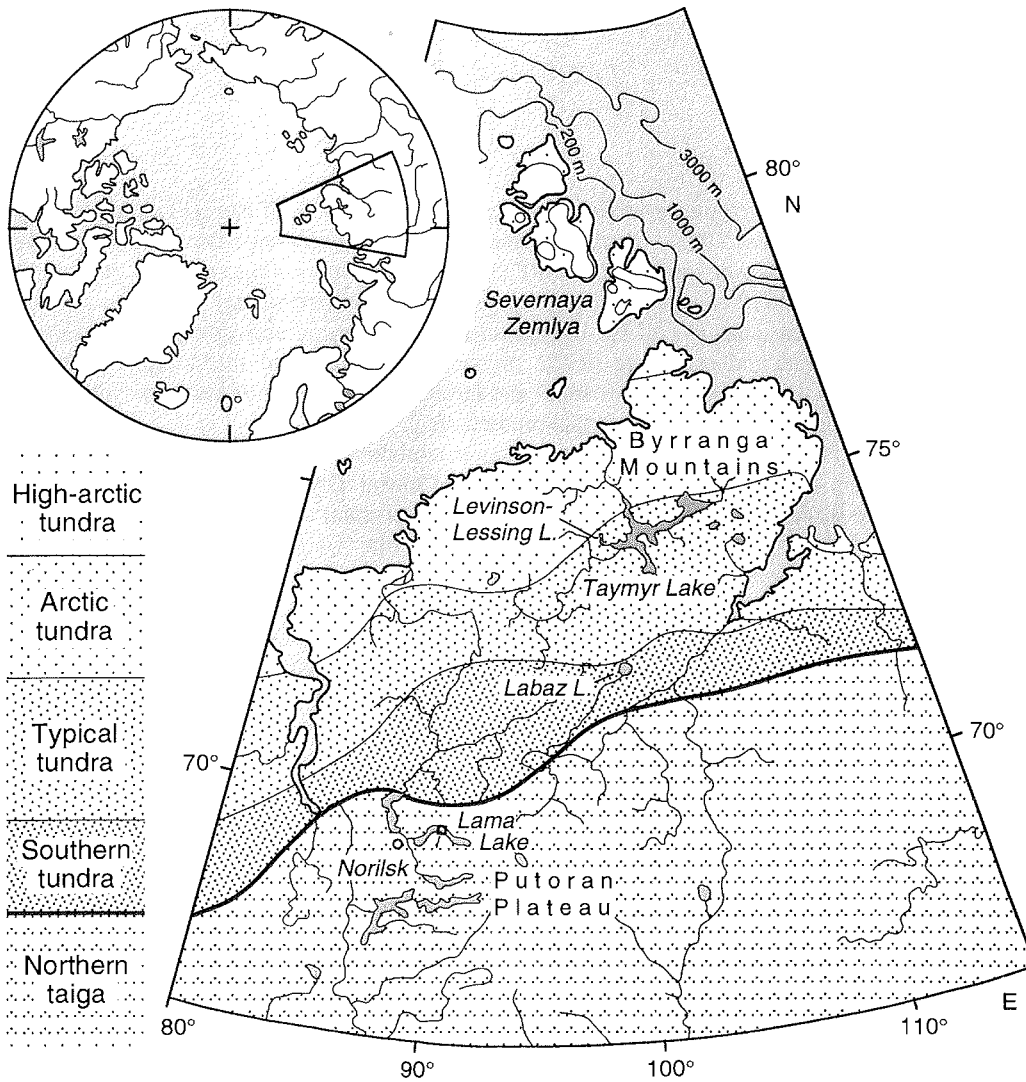 0°
200 m.
3000 m
1000 m
80°
N
Severnaya
Zemlya
75°
Byrranga
Mountains
Levinson-
Lessing L.
Taymyr Lake
Labaz L.
70°
70°
Lama
Lake
Norilsk
Putoran
Plateau
80°
90°
100°
110°
E
High-arctic
tundra
Arctic
tundra
Typical
tundra
Southern
tundra
Northern
taiga